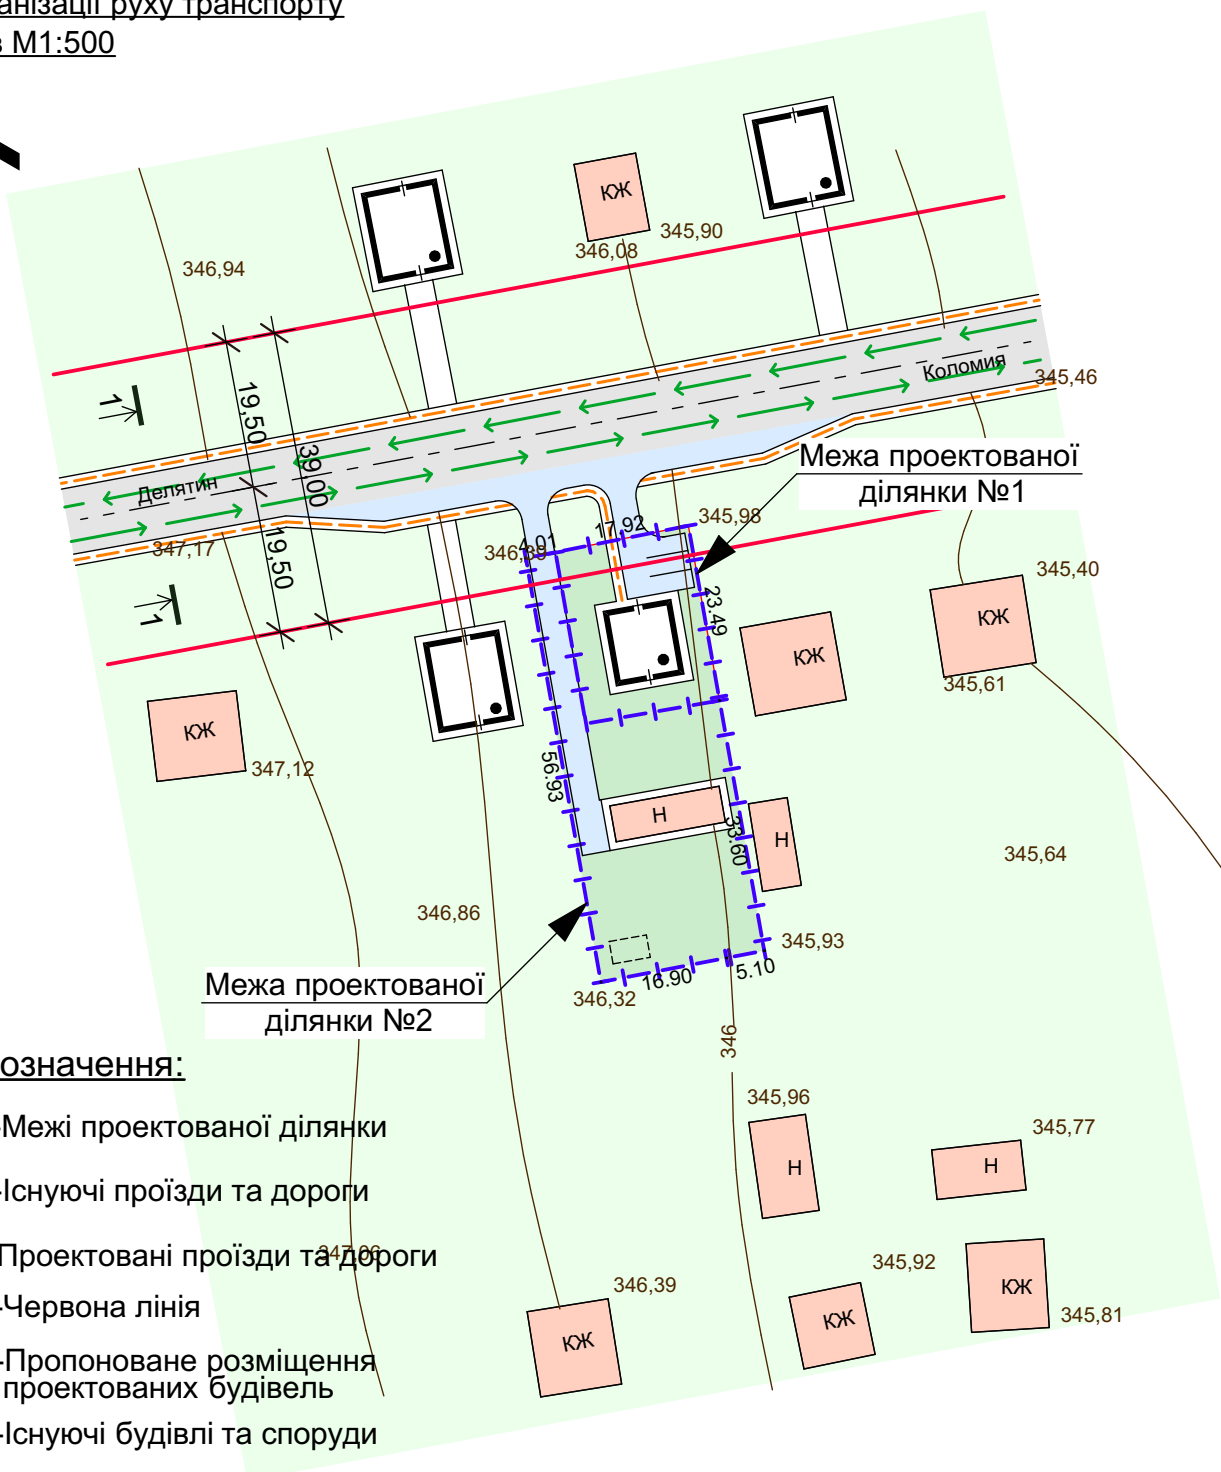 анізації руху транспорту
в М1:500
КЖ
345,90
346,08
346,94
Коломия
345,46
19,50
39,00
1
Делятин
Межа проектованої
ділянки №1
345,98
17.92
4.01
347,17
19,50
1
345,40
КЖ
23.49
КЖ
345,61
КЖ
347,12
56.93
Н
33.60
Н
345,64
346,86
345,93
5.10
16.90
346,32
Межа проектованої
ділянки №2
346
означення:
-Межі проектованої ділянки
-Існуючі проїзди та дороги
Проектовані проїзди та дороги
347,06
-Червона лінія
-Пропоноване розміщення
проектованих будівель
-Існуючі будівлі та споруди
345,96
Н
345,77
Н
346,39
КЖ
345,92
КЖ
КЖ
345,81